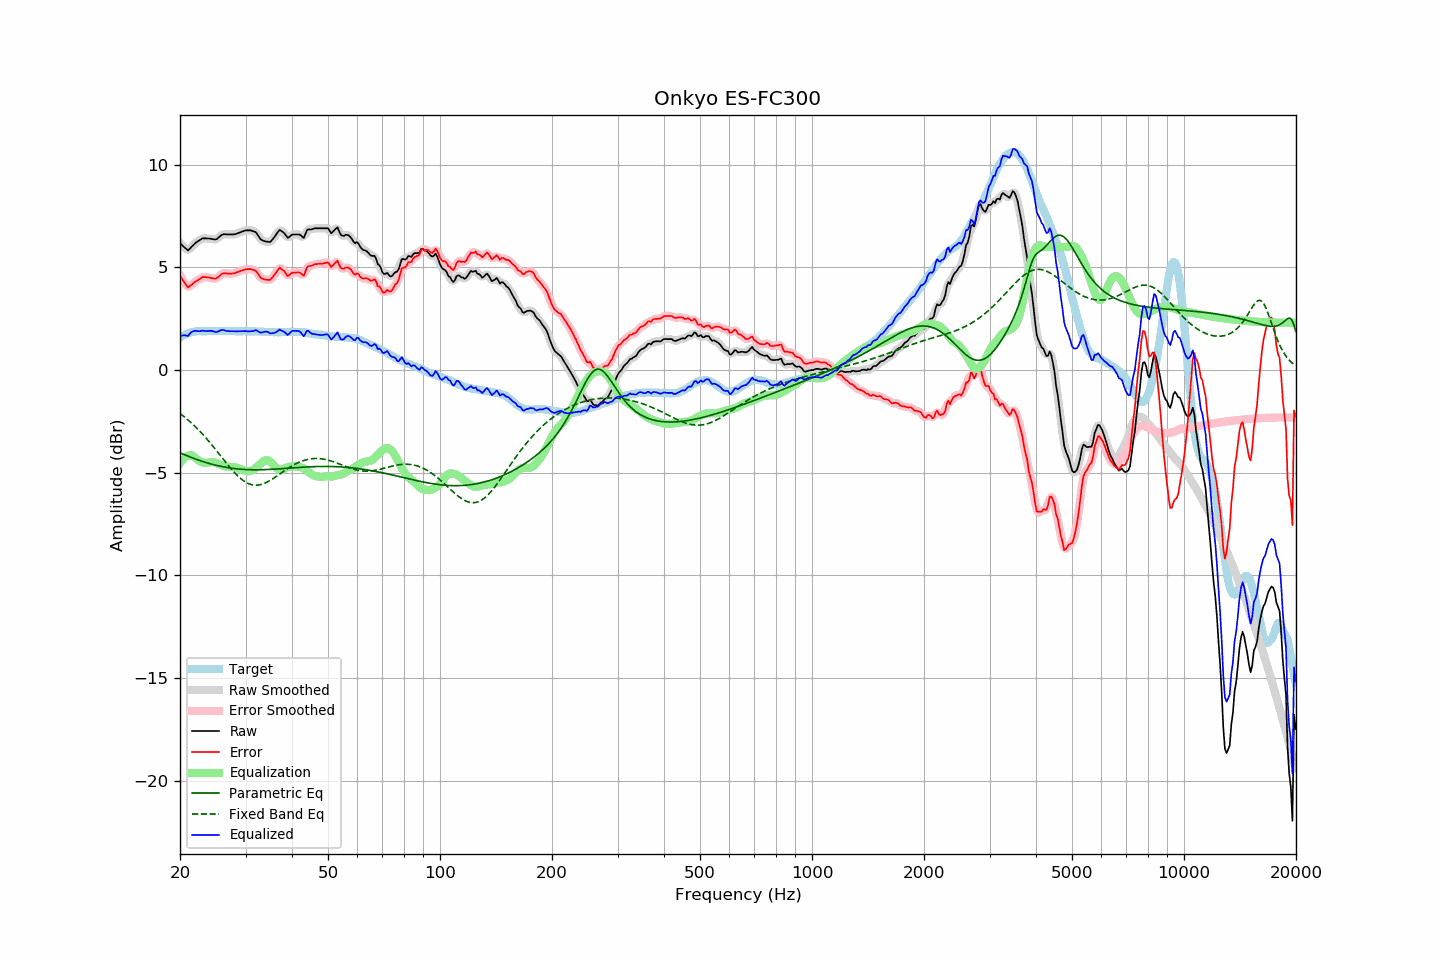 Onkyo ES-FC300
Amplitude (dBr)
10
5
0
−5
−10
−15
−20
Target
Raw Smoothed
Error Smoothed
Raw
Error
Equalization
Parametric Eq
Fixed Band Eq
Equalized
20 50 100 200 500 1000 2000 5000 10000 20000
Frequency (Hz)